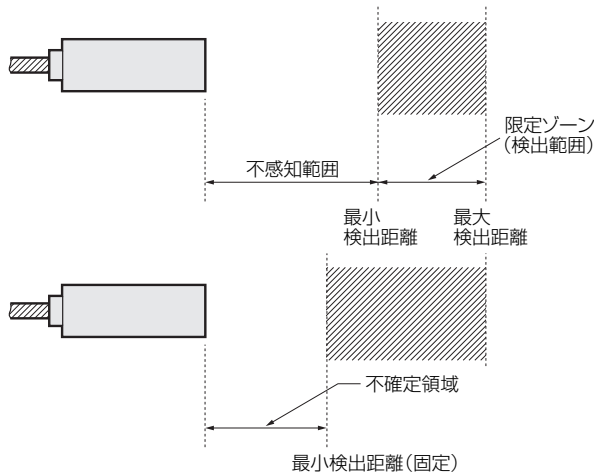 限定ゾーン
(検出範囲)
不感知範囲
最小
検出距離
最大
検出距離
不確定領域
最小検出距離(固定)